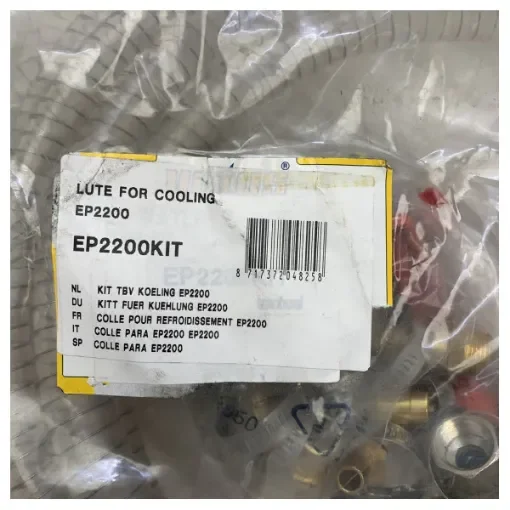 ®
LUTE FOR COOLING
EP2200
EP2200KIT
8 717372 048258
NL KIT TBV KOELING EP2200
DU KITT FUER KUEHLUNG EP2200
FR COLLE POUR REFROIDISSEMENT EP2200
IT COLLE PARA EP2200 EP2200
SP COLLE PARA EP2200